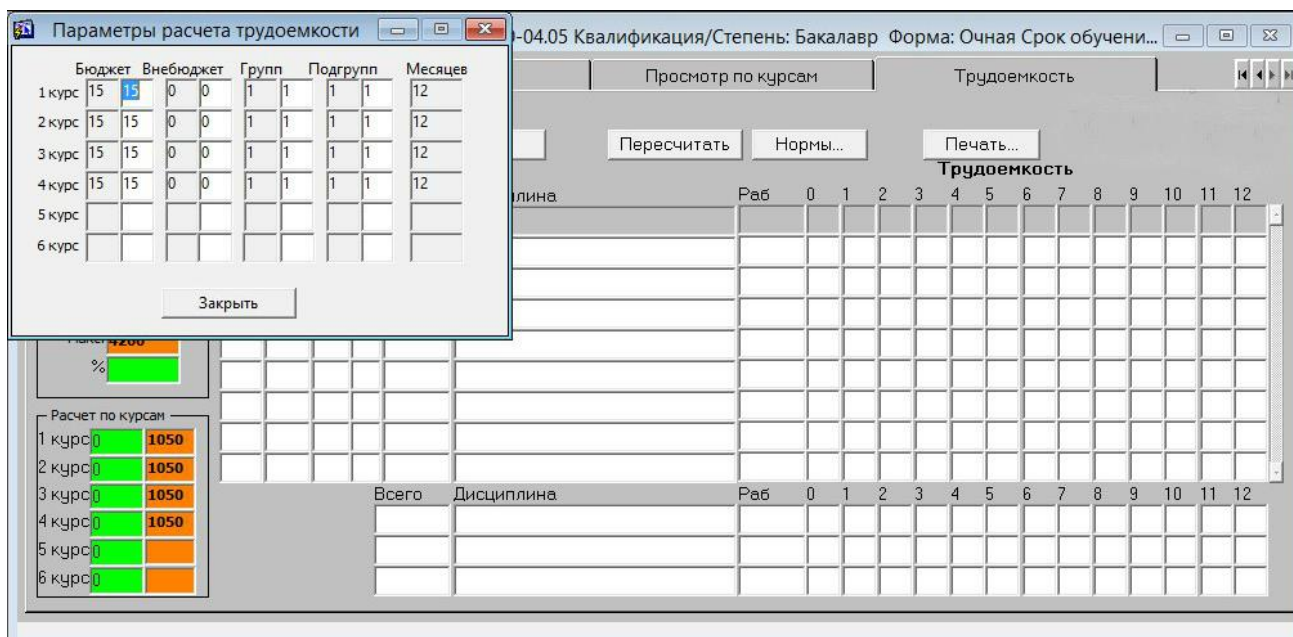 Параметры расчета трудоемкости
-04.05 Квалификация/Степень: Бакалавр Форма: Очная Срок обучени...
Бюджет Внебюджет Групп Подгрупп Месяцев
1 курс 15 15 0 0 1 1 1 1 12
2 курс 15 15 0 0 1 1 1 1 12
3 курс 15 15 0 0 1 1 1 1 12
4 курс 15 15 0 0 1 1 1 1 12
5 курс
6 курс
Закрыть
Просмотр по курсам Трудоемкость
Пересчитать Нормы... Печать...
Трудоемкость
плина Раб 0 1 2 3 4 5 6 7 8 9 10 11 12
4200
%
Расчет по курсам
1 курс 0 1050
2 курс 0 1050
3 курс 0 1050
4 курс 0 1050
5 курс 0
6 курс 0
Всего Дисциплина Раб 0 1 2 3 4 5 6 7 8 9 10 11 12